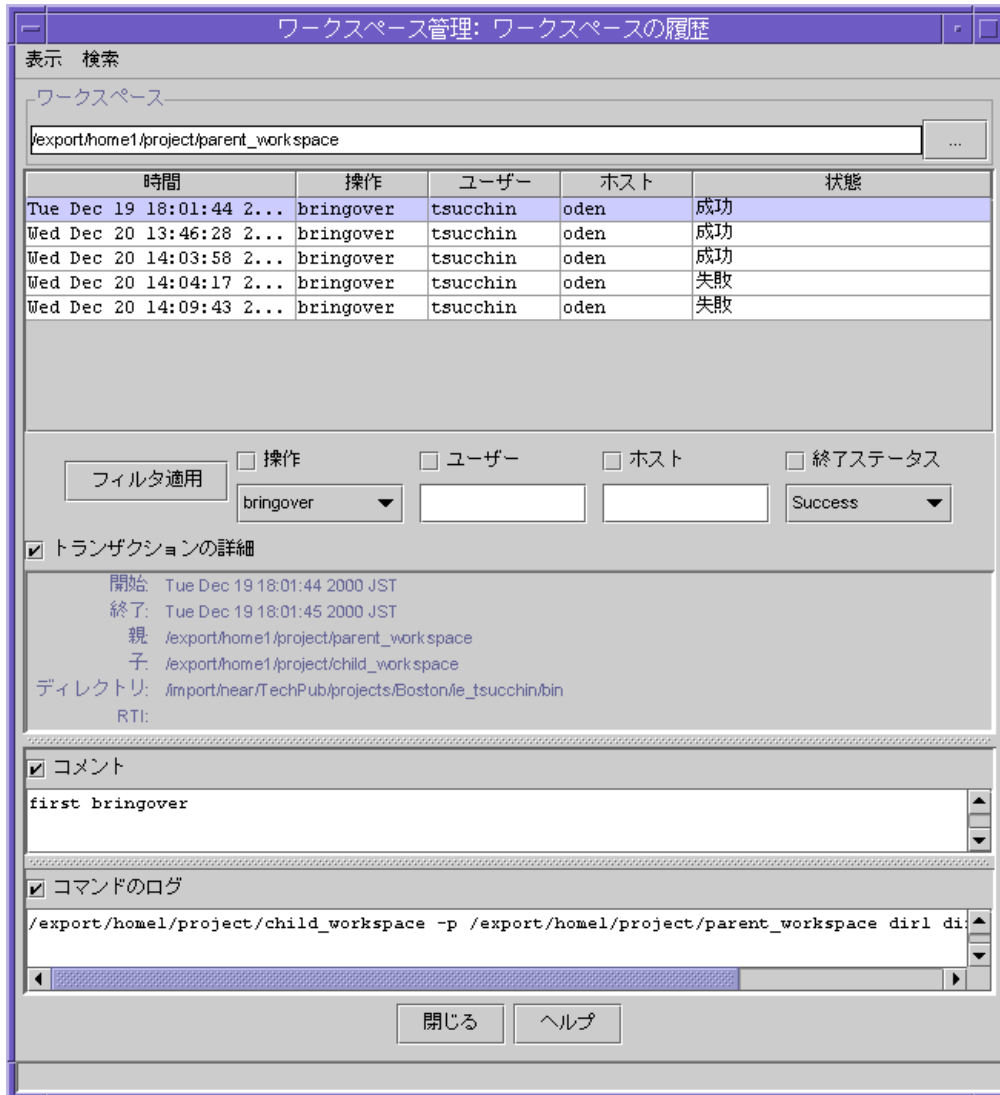 ワークスペース管理: ワークスペースの履歴
表示 検索
ワークスペース
/export/home1/project/parent_workspace ...
時間 操作 ユーザー ホスト 状態
Tue Dec 19 18:01:44 2... bringover tsucchin oden 成功
Wed Dec 20 13:46:28 2... bringover tsucchin oden 成功
Wed Dec 20 14:03:58 2... bringover tsucchin oden 成功
Wed Dec 20 14:04:17 2... bringover tsucchin oden 失敗
Wed Dec 20 14:09:43 2... bringover tsucchin oden 失敗
フィルタ適用 操作 ユーザー ホスト 終了ステータス
bringover Success
トランザクションの詳細
開始: Tue Dec 19 18:01:44 2000 JST
終了: Tue Dec 19 18:01:45 2000 JST
親: /export/home1/project/parent_workspace
子: /export/home1/project/child_workspace
ディレクトリ: /import/near/TechPub/projects/Boston/ie_tsucchin/bin
RTI:
コメント
first bringover
コマンドのログ
/export/home1/project/child_workspace -p /export/home1/project/parent_workspace dir1
閉じる ヘルプ